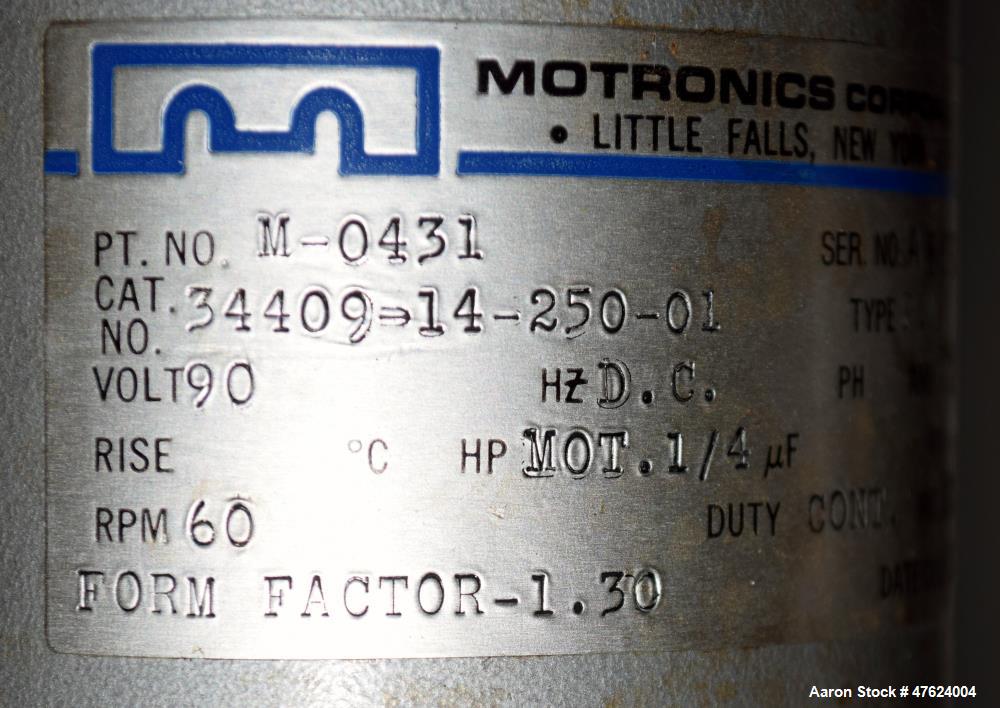 MOTRONICS
• LITTLE FALLS, NEW
PT. NO. M-0431 SER. NO.
CAT. NO. 34409⇒14-250-01 TYPE
VOLT 90 HZ D.C. PH
RISE °C HP MOT.1/4 µF
RPM 60 DUTY CONT.
FORM FACTOR-1.30
Aaron Stock # 47624004